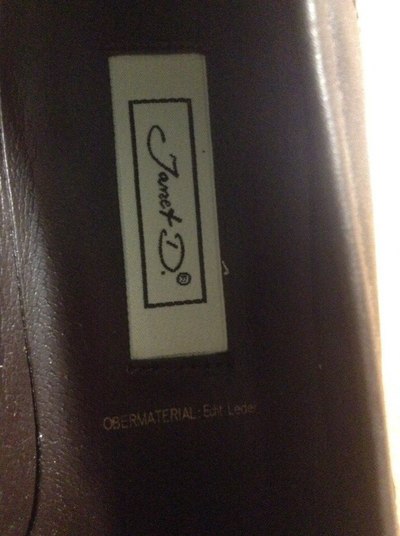 Janet D.®
OBERMATERIAL: Echt Leder